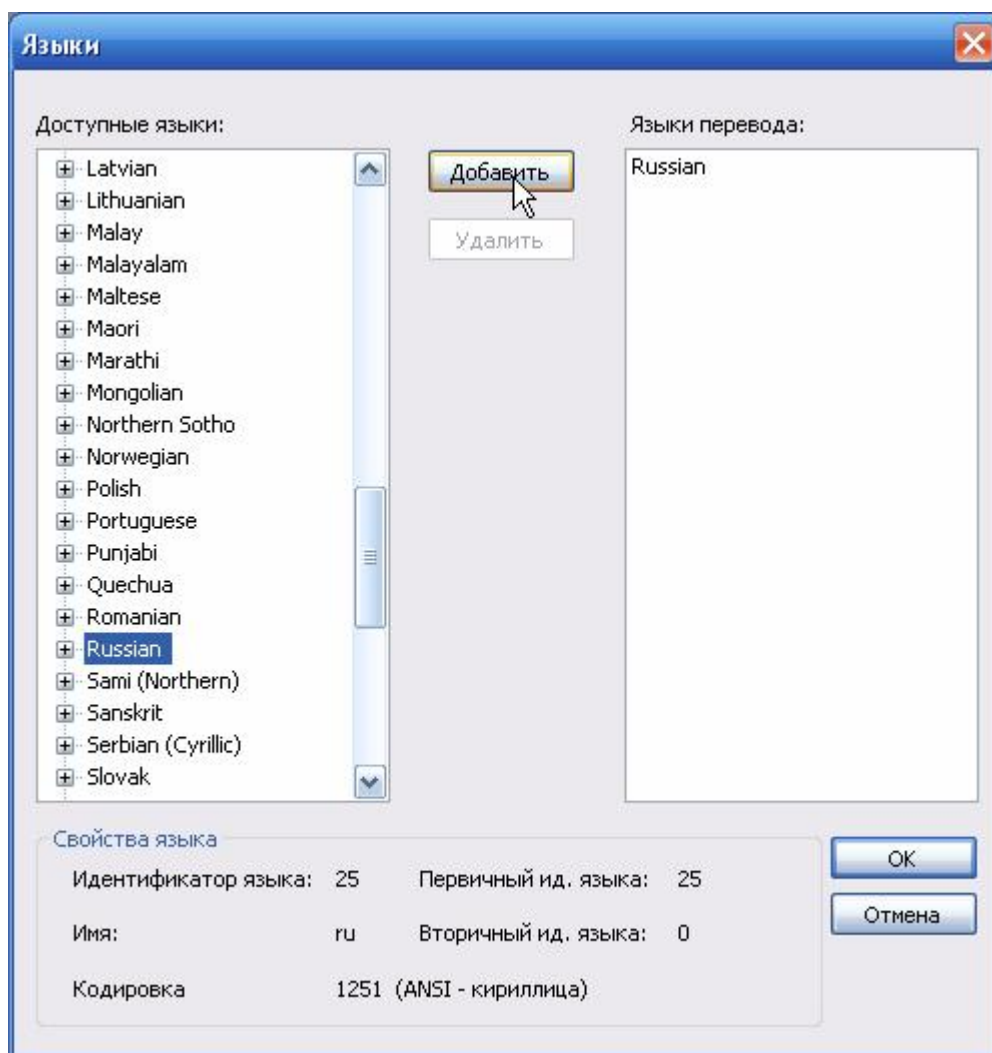 Языки
Доступные языки:
Языки перевода:
Latvian
Lithuanian
Malay
Malayalam
Maltese
Maori
Marathi
Mongolian
Northern Sotho
Norwegian
Polish
Portuguese
Punjabi
Quechua
Romanian
Russian
Sami (Northern)
Sanskrit
Serbian (Cyrillic)
Slovak
Добавить
Удалить
Russian
Свойства языка
Идентификатор языка: 25 Первичный ид. языка: 25
Имя: ru Вторичный ид. языка: 0
Кодировка 1251 (ANSI - кириллица)
OK
Отмена